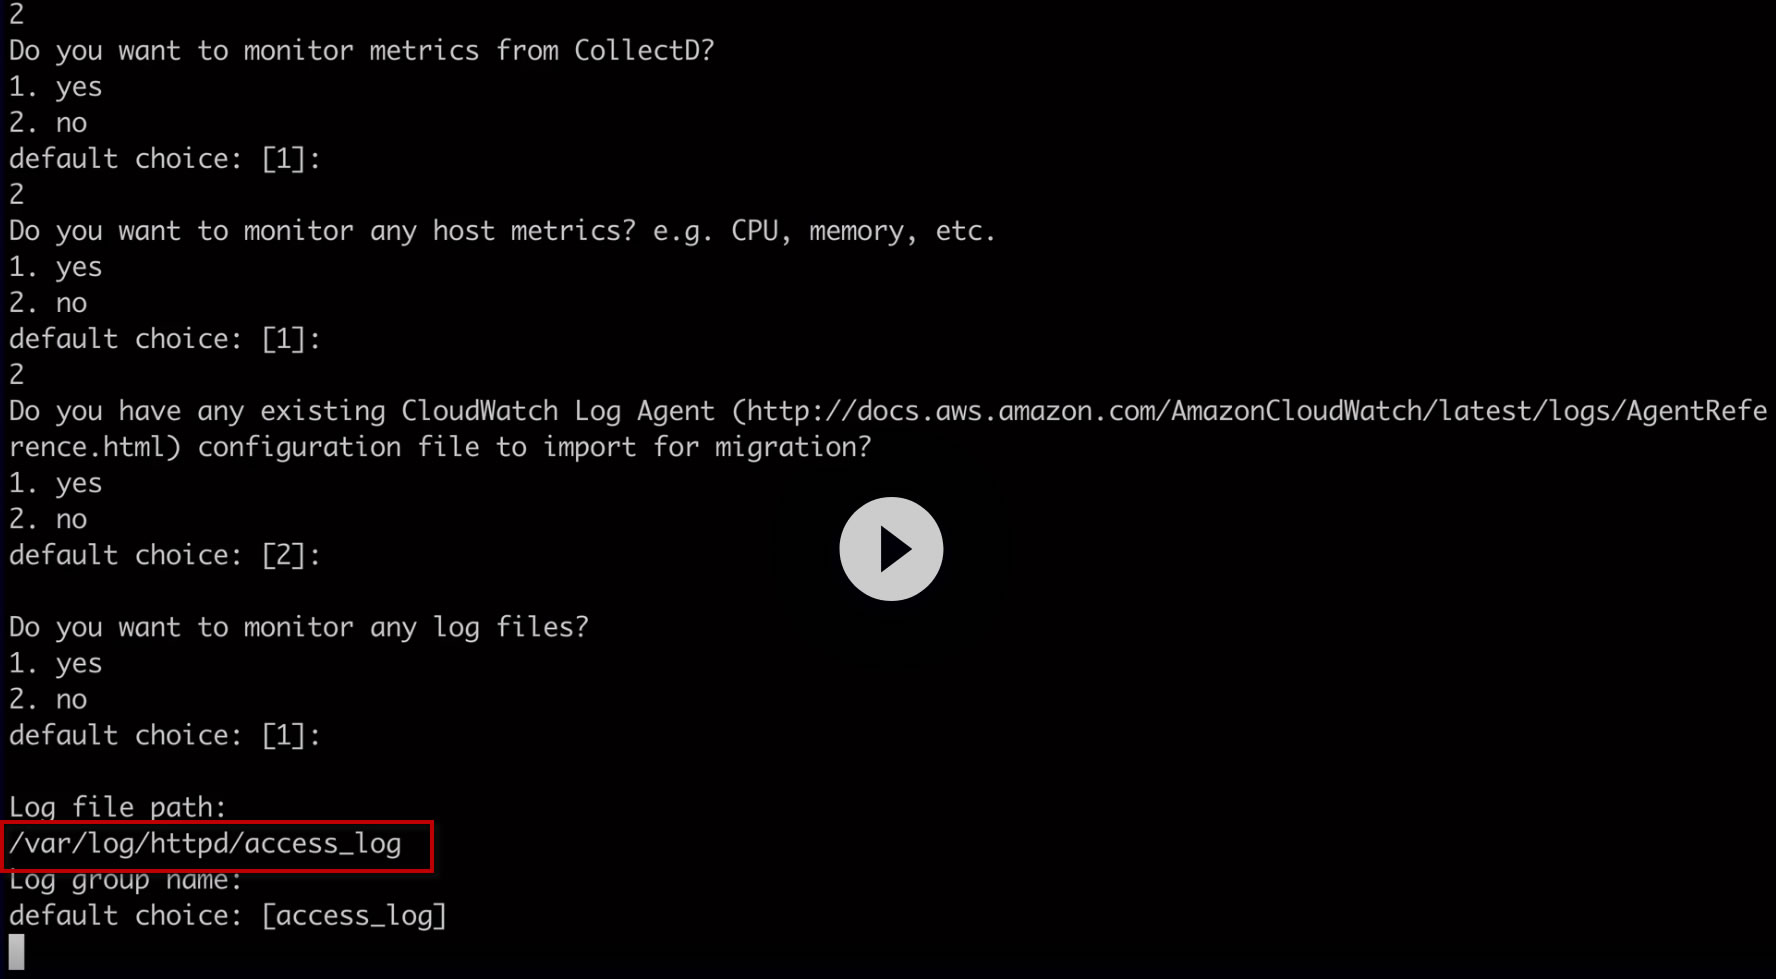 2
Do you want to monitor metrics from CollectD?
1. yes
2. no
default choice: [1]:
2
Do you want to monitor any host metrics? e.g. CPU, memory, etc.
1. yes
2. no
default choice: [1]:
2
Do you have any existing CloudWatch Log Agent (http://docs.aws.amazon.com/AmazonCloudWatch/latest/logs/AgentRefe
rence.html) configuration file to import for migration?
1. yes
2. no
default choice: [2]:
Do you want to monitor any log files?
1. yes
2. no
default choice: [1]:
Log file path:
/var/log/httpd/access_log
Log group name:
default choice: [access_log]